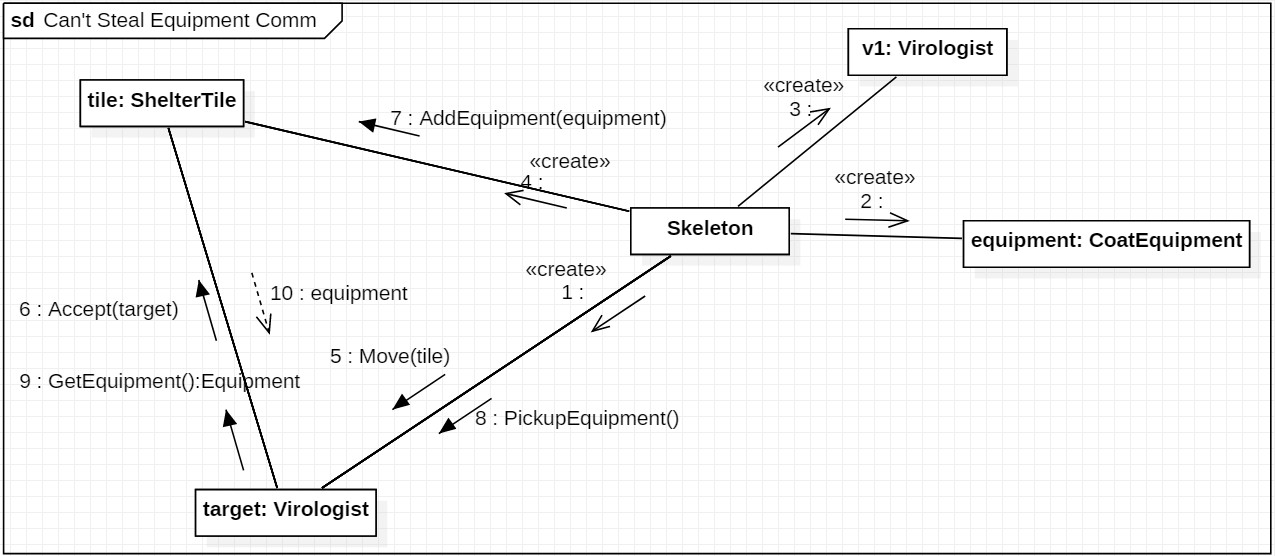 sd Can't Steal Equipment Comm
v1: Virologist
tile: ShelterTile
«create»
3 :
7 : AddEquipment(equipment)
«create»
4 :
«create»
2 :
Skeleton
equipment: CoatEquipment
«create»
1 :
10 : equipment
6 : Accept(target)
5 : Move(tile)
9 : GetEquipment():Equipment
8 : PickupEquipment()
target: Virologist